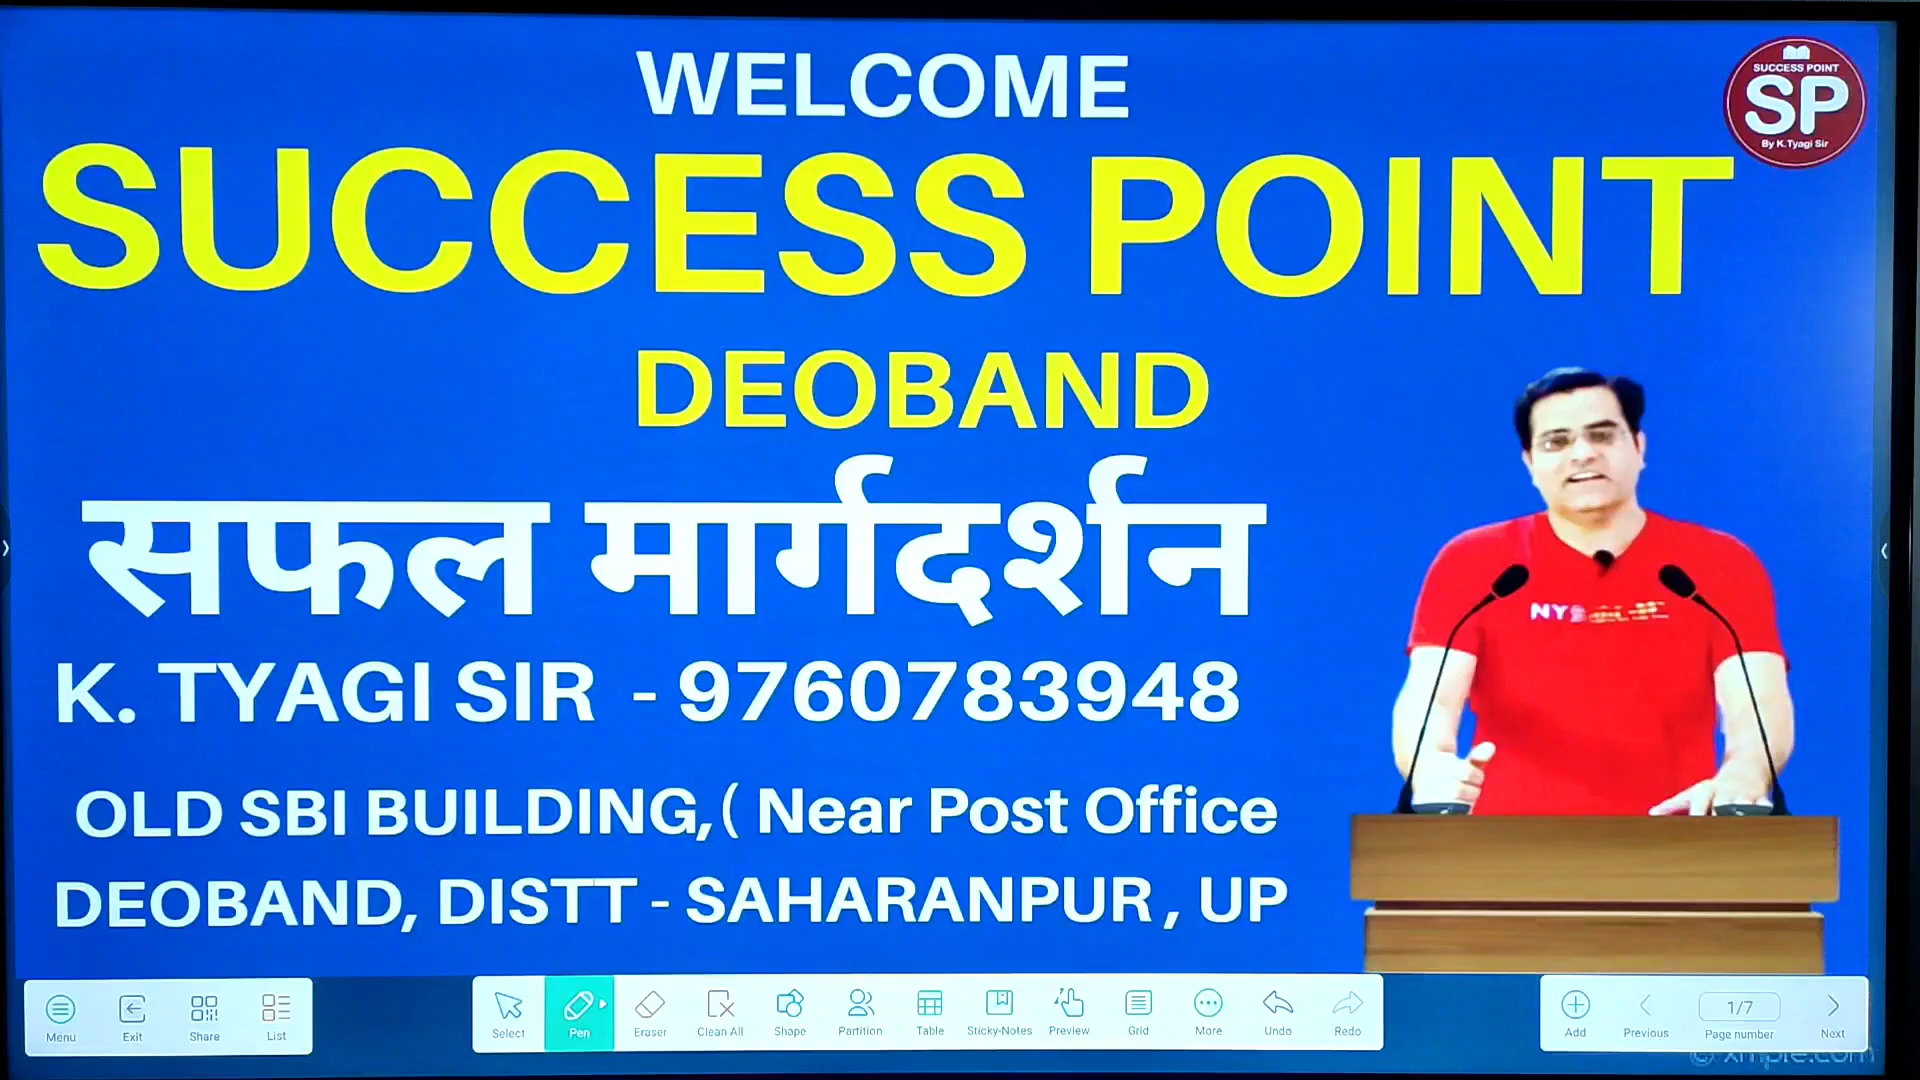 WELCOME
SUCCESS POINT
SP
By K.Tyagi Sir
SUCCESS POINT
DEOBAND
सफल मार्गदर्शन
K. TYAGI SIR - 9760783948
OLD SBI BUILDING,( Near Post Office
DEOBAND, DISTT - SAHARANPUR , UP
Menu
Exit
Share
List
Select
Pen
Eraser
Clean All
Shape
Partition
Table
Sticky-Notes
Preview
Grid
More
Undo
Redo
Add
Previous
1/7
Page number
Next